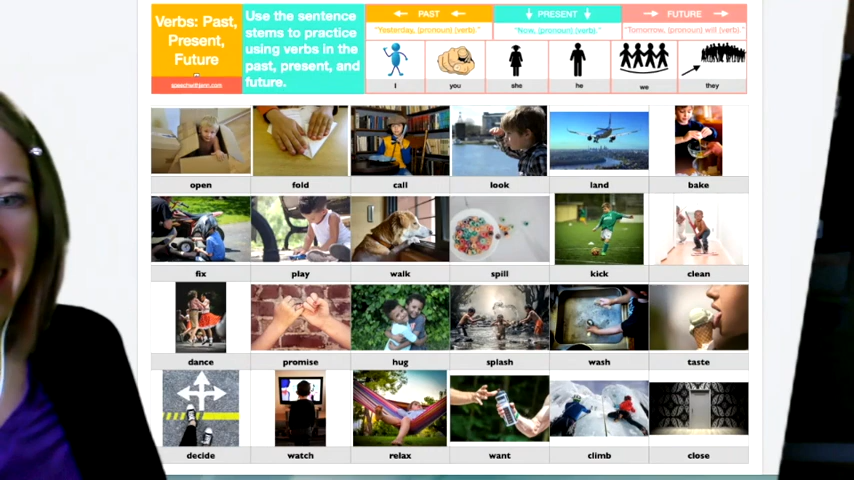 Verbs: Past,
Present,
Future
speechwithjenn.com
Use the sentence
stems to practice
using verbs in the
past, present, and
future.
PAST
"Yesterday, (pronoun) (verb)."
PRESENT
"Now, (pronoun) (verb)."
FUTURE
"Tomorrow, (pronoun) will (verb)."
I you she he we they
open fold call look land bake
fix play walk spill kick clean
dance promise hug splash wash taste
decide watch relax want climb close